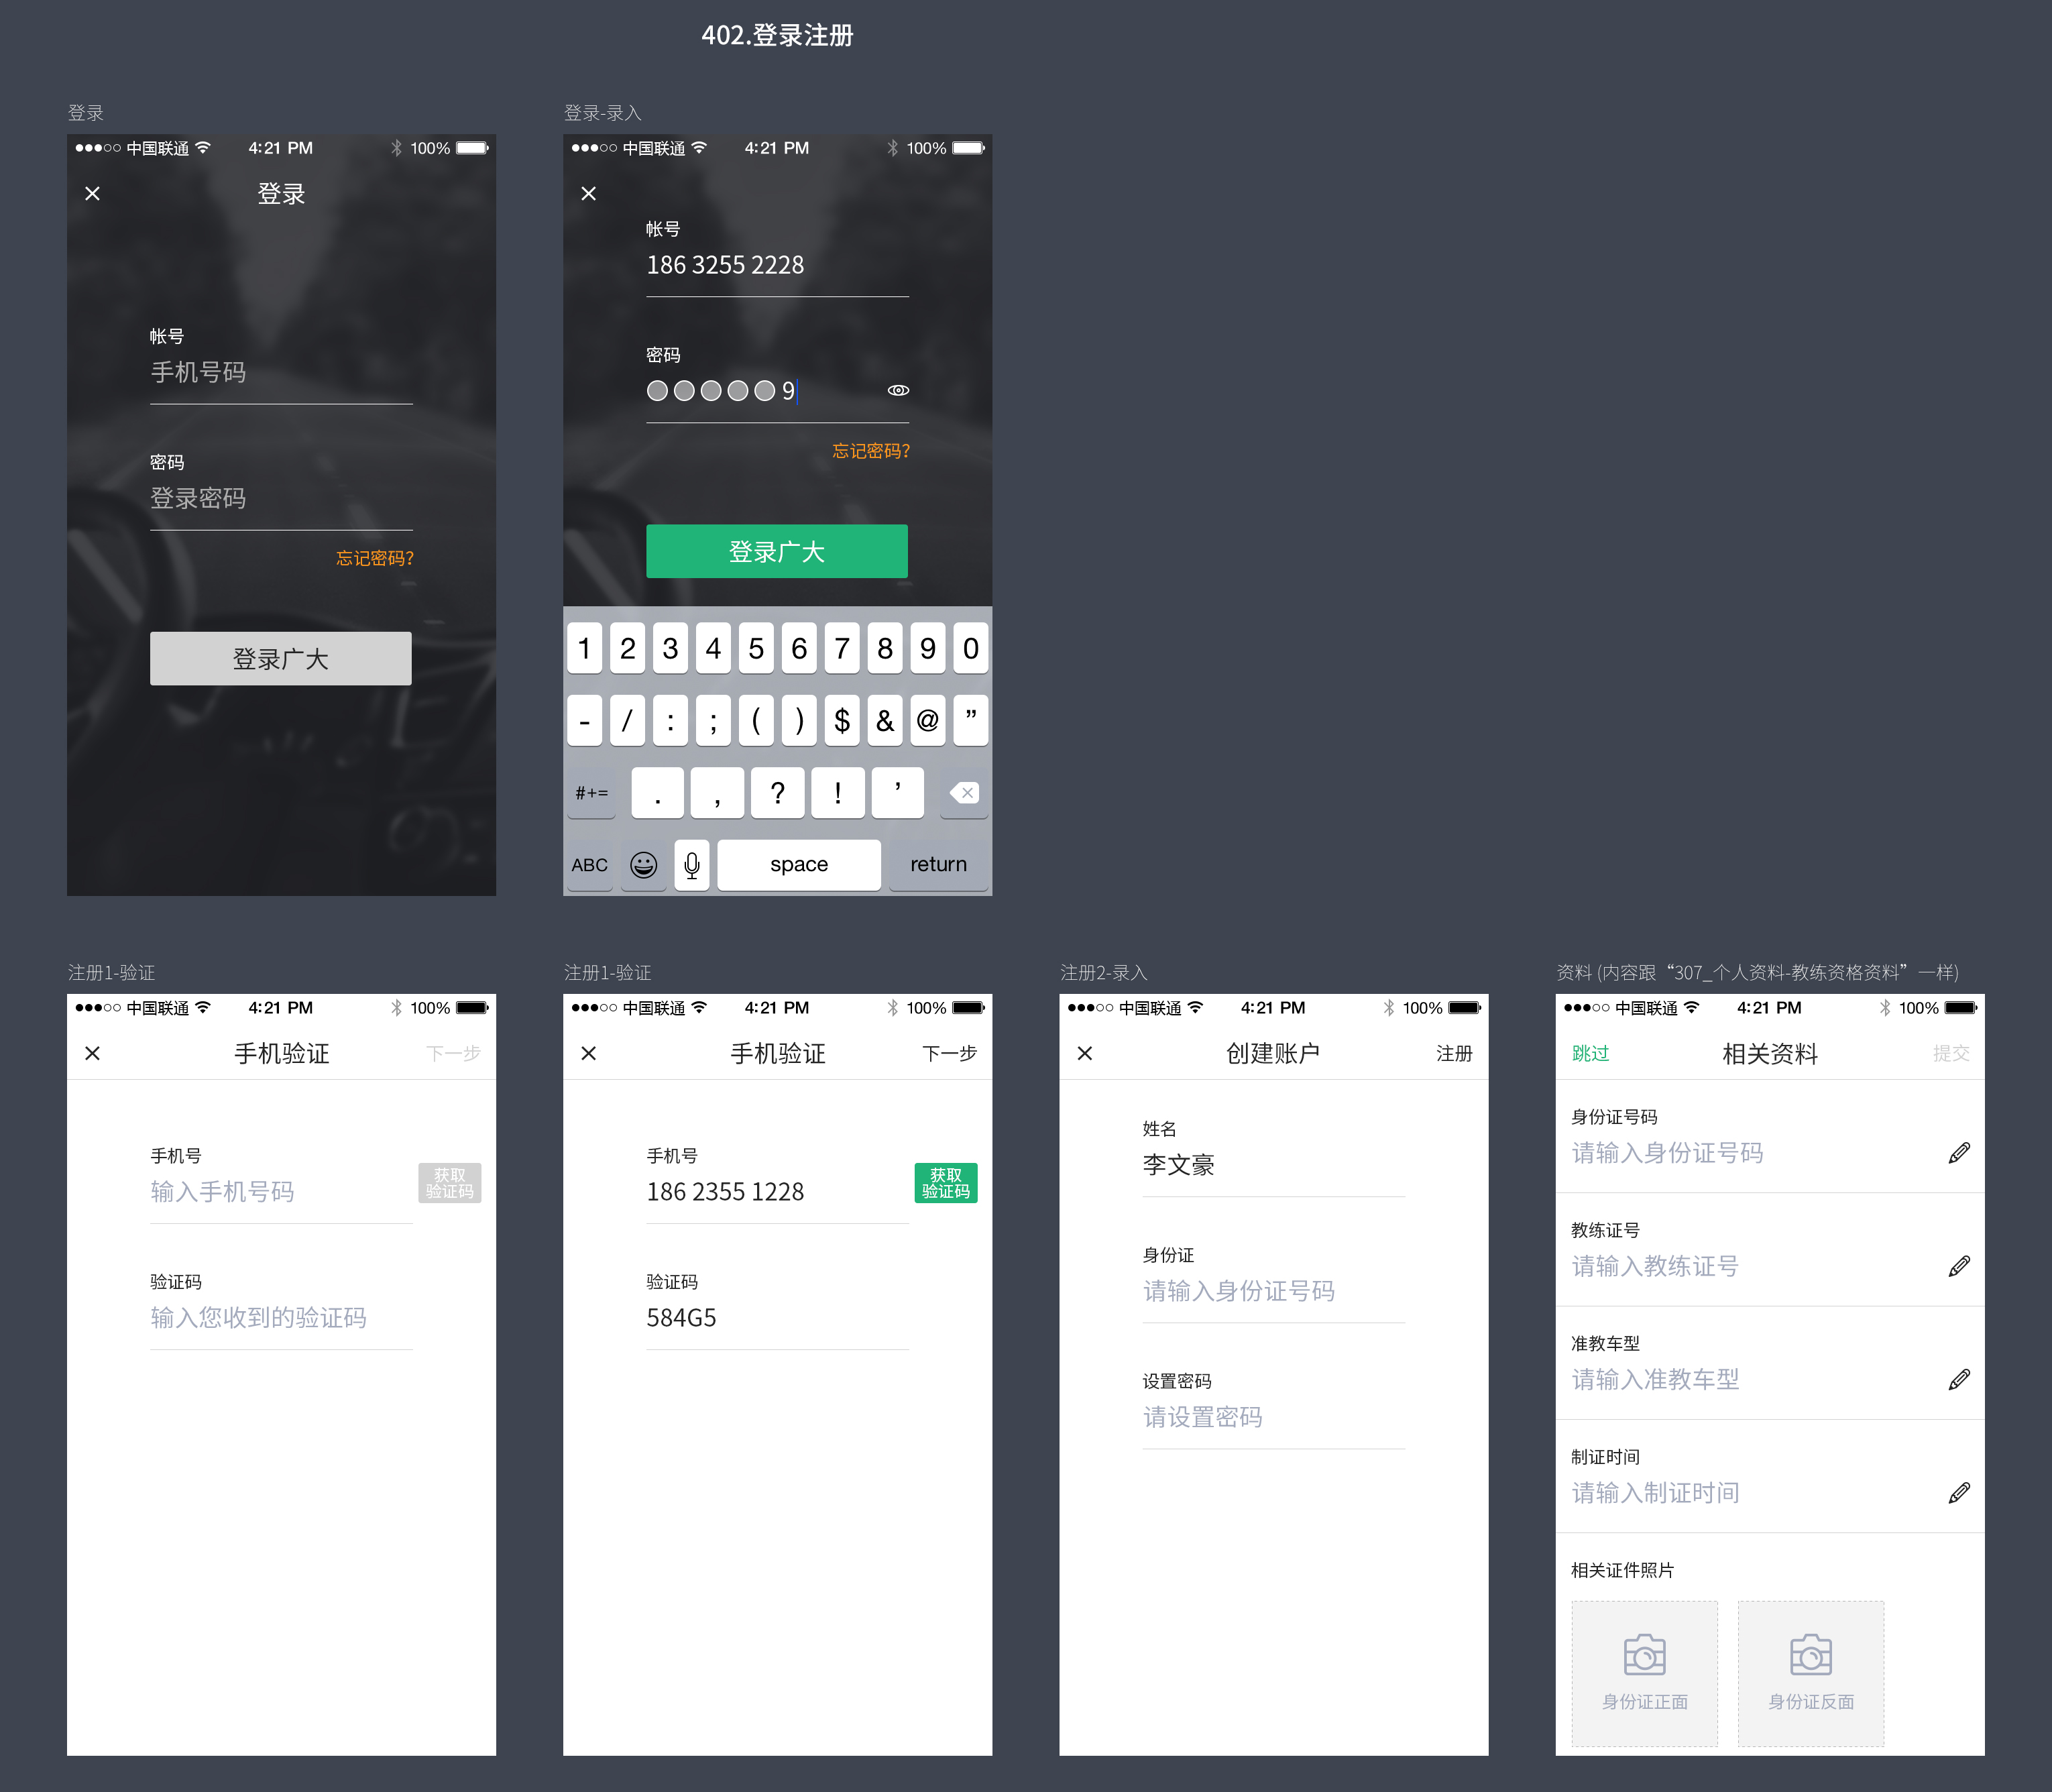 402.登录注册
登录
中国联通 4:21 PM 100%
登录
帐号
手机号码
密码
登录密码
忘记密码?
登录广大
登录-录入
中国联通 4:21 PM 100%
帐号
186 3255 2228
密码
9
忘记密码?
登录广大
1 2 3 4 5 6 7 8 9 0
- / : ; ( ) $ & @ ”
#+= . , ? ! ’
ABC space return
注册1-验证
中国联通 4:21 PM 100%
手机验证 下一步
手机号
输入手机号码
获取
验证码
验证码
输入您收到的验证码
注册1-验证
中国联通 4:21 PM 100%
手机验证 下一步
手机号
186 2355 1228
获取
验证码
验证码
584G5
注册2-录入
中国联通 4:21 PM 100%
创建账户 注册
姓名
李文豪
身份证
请输入身份证号码
设置密码
请设置密码
资料 (内容跟“307_个人资料-教练资格资料”一样)
中国联通 4:21 PM 100%
跳过 相关资料 提交
身份证号码
请输入身份证号码
教练证号
请输入教练证号
准教车型
请输入准教车型
制证时间
请输入制证时间
相关证件照片
身份证正面 身份证反面